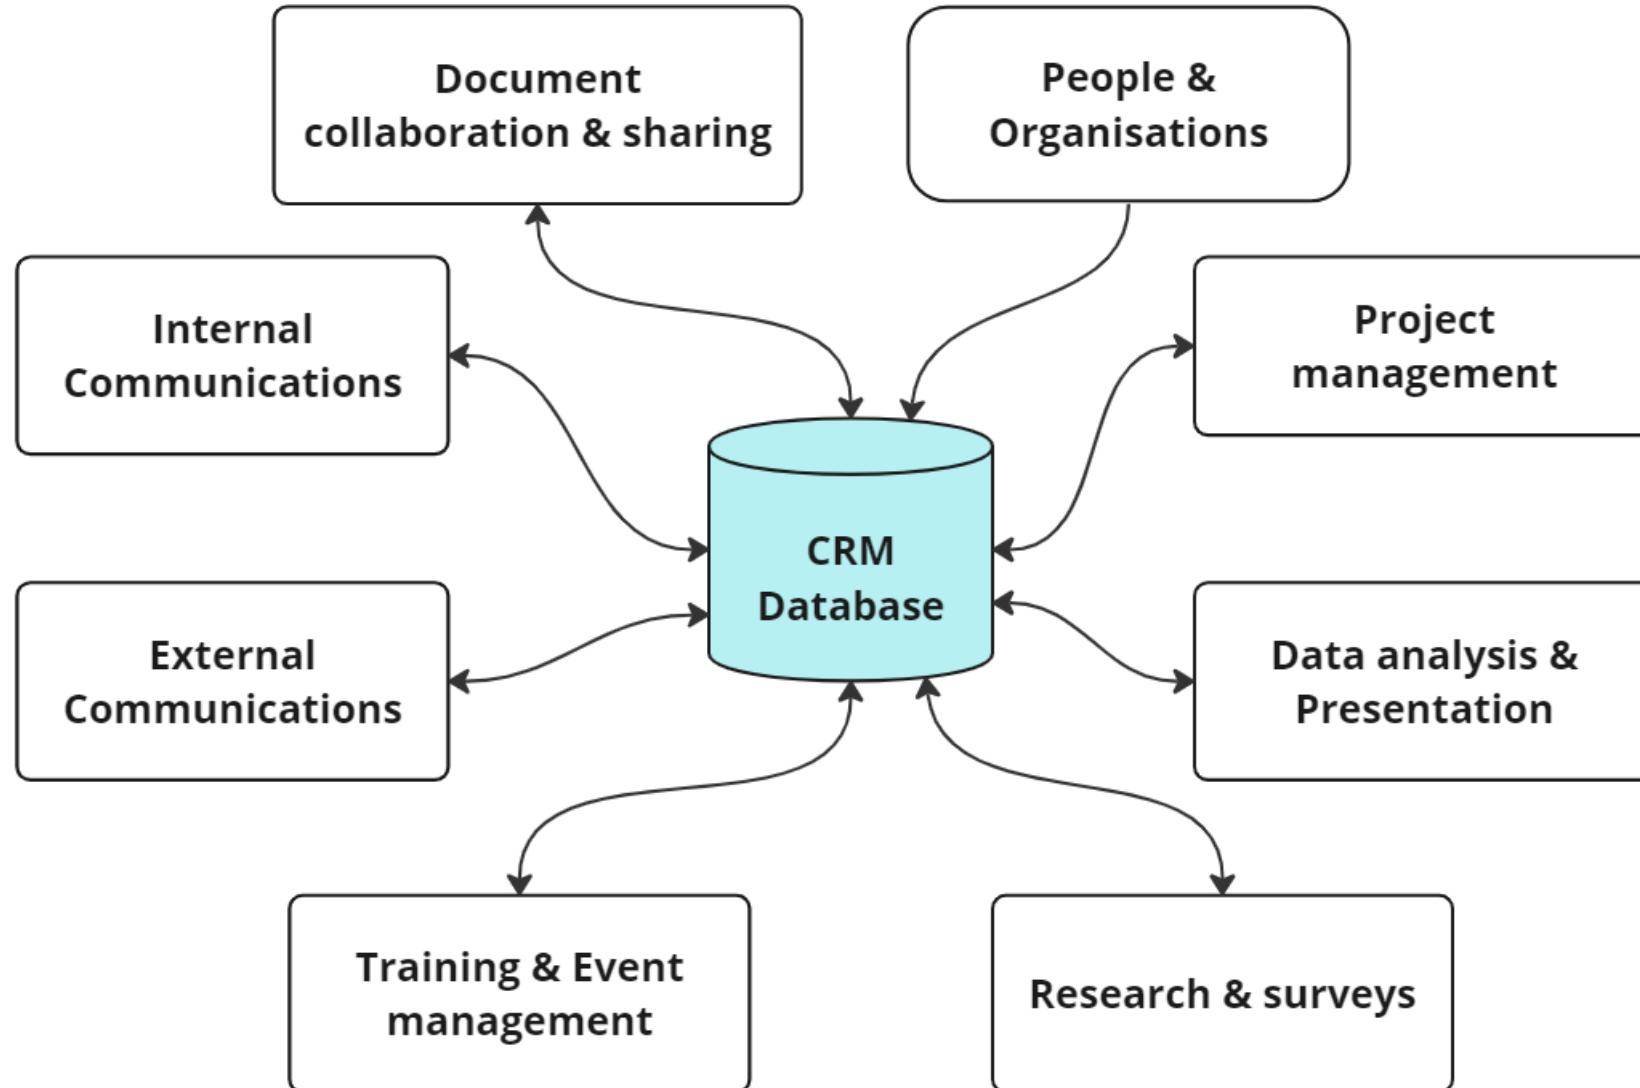 Document
collaboration & sharing
People &
Organisations
Internal
Communications
Project
management
CRM
Database
External
Communications
Data analysis &
Presentation
Training & Event
management
Research & surveys